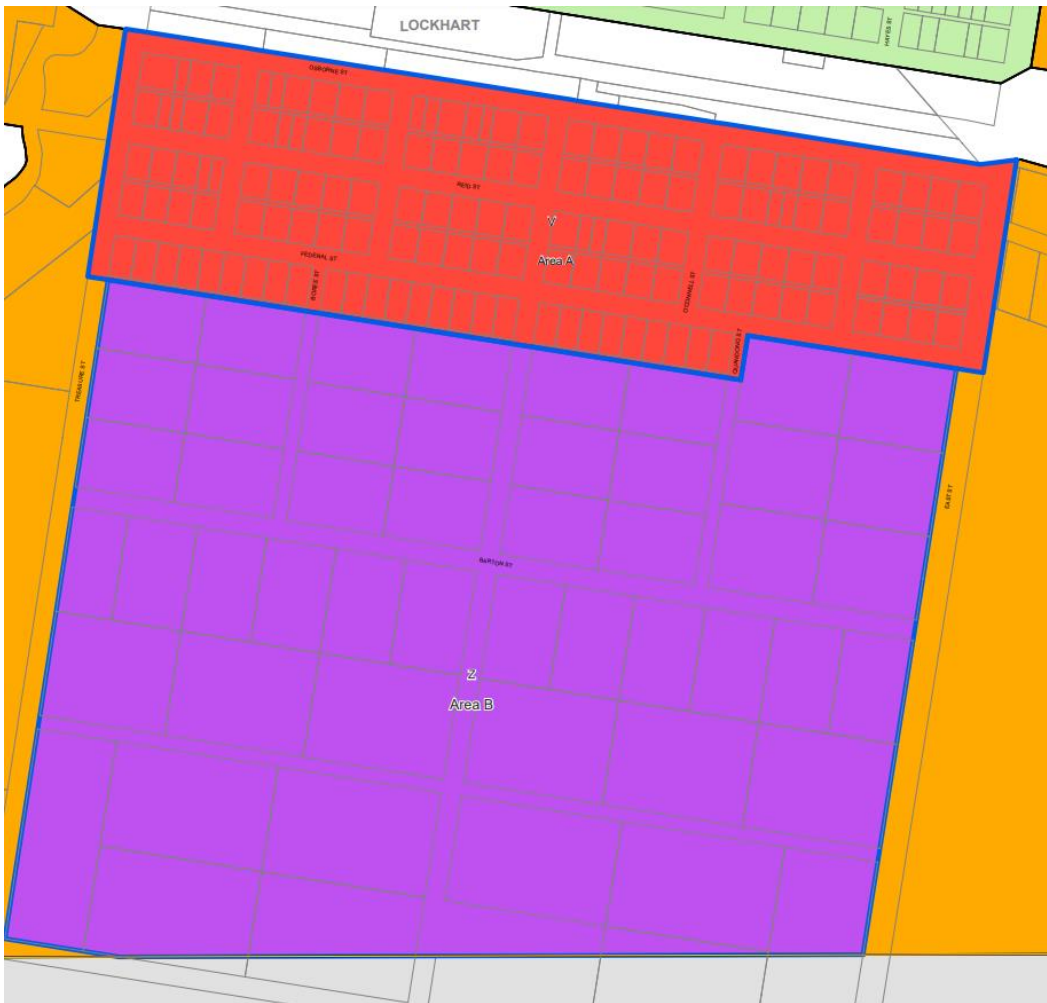 LOCKHART
HAYES ST
OSBORNE ST
REID ST
V
Area A
FEDERAL ST
BOREE ST
O'CONNELL ST
QUANDONG ST
TREASURE ST
EAST ST
BARTON ST
Z
Area B